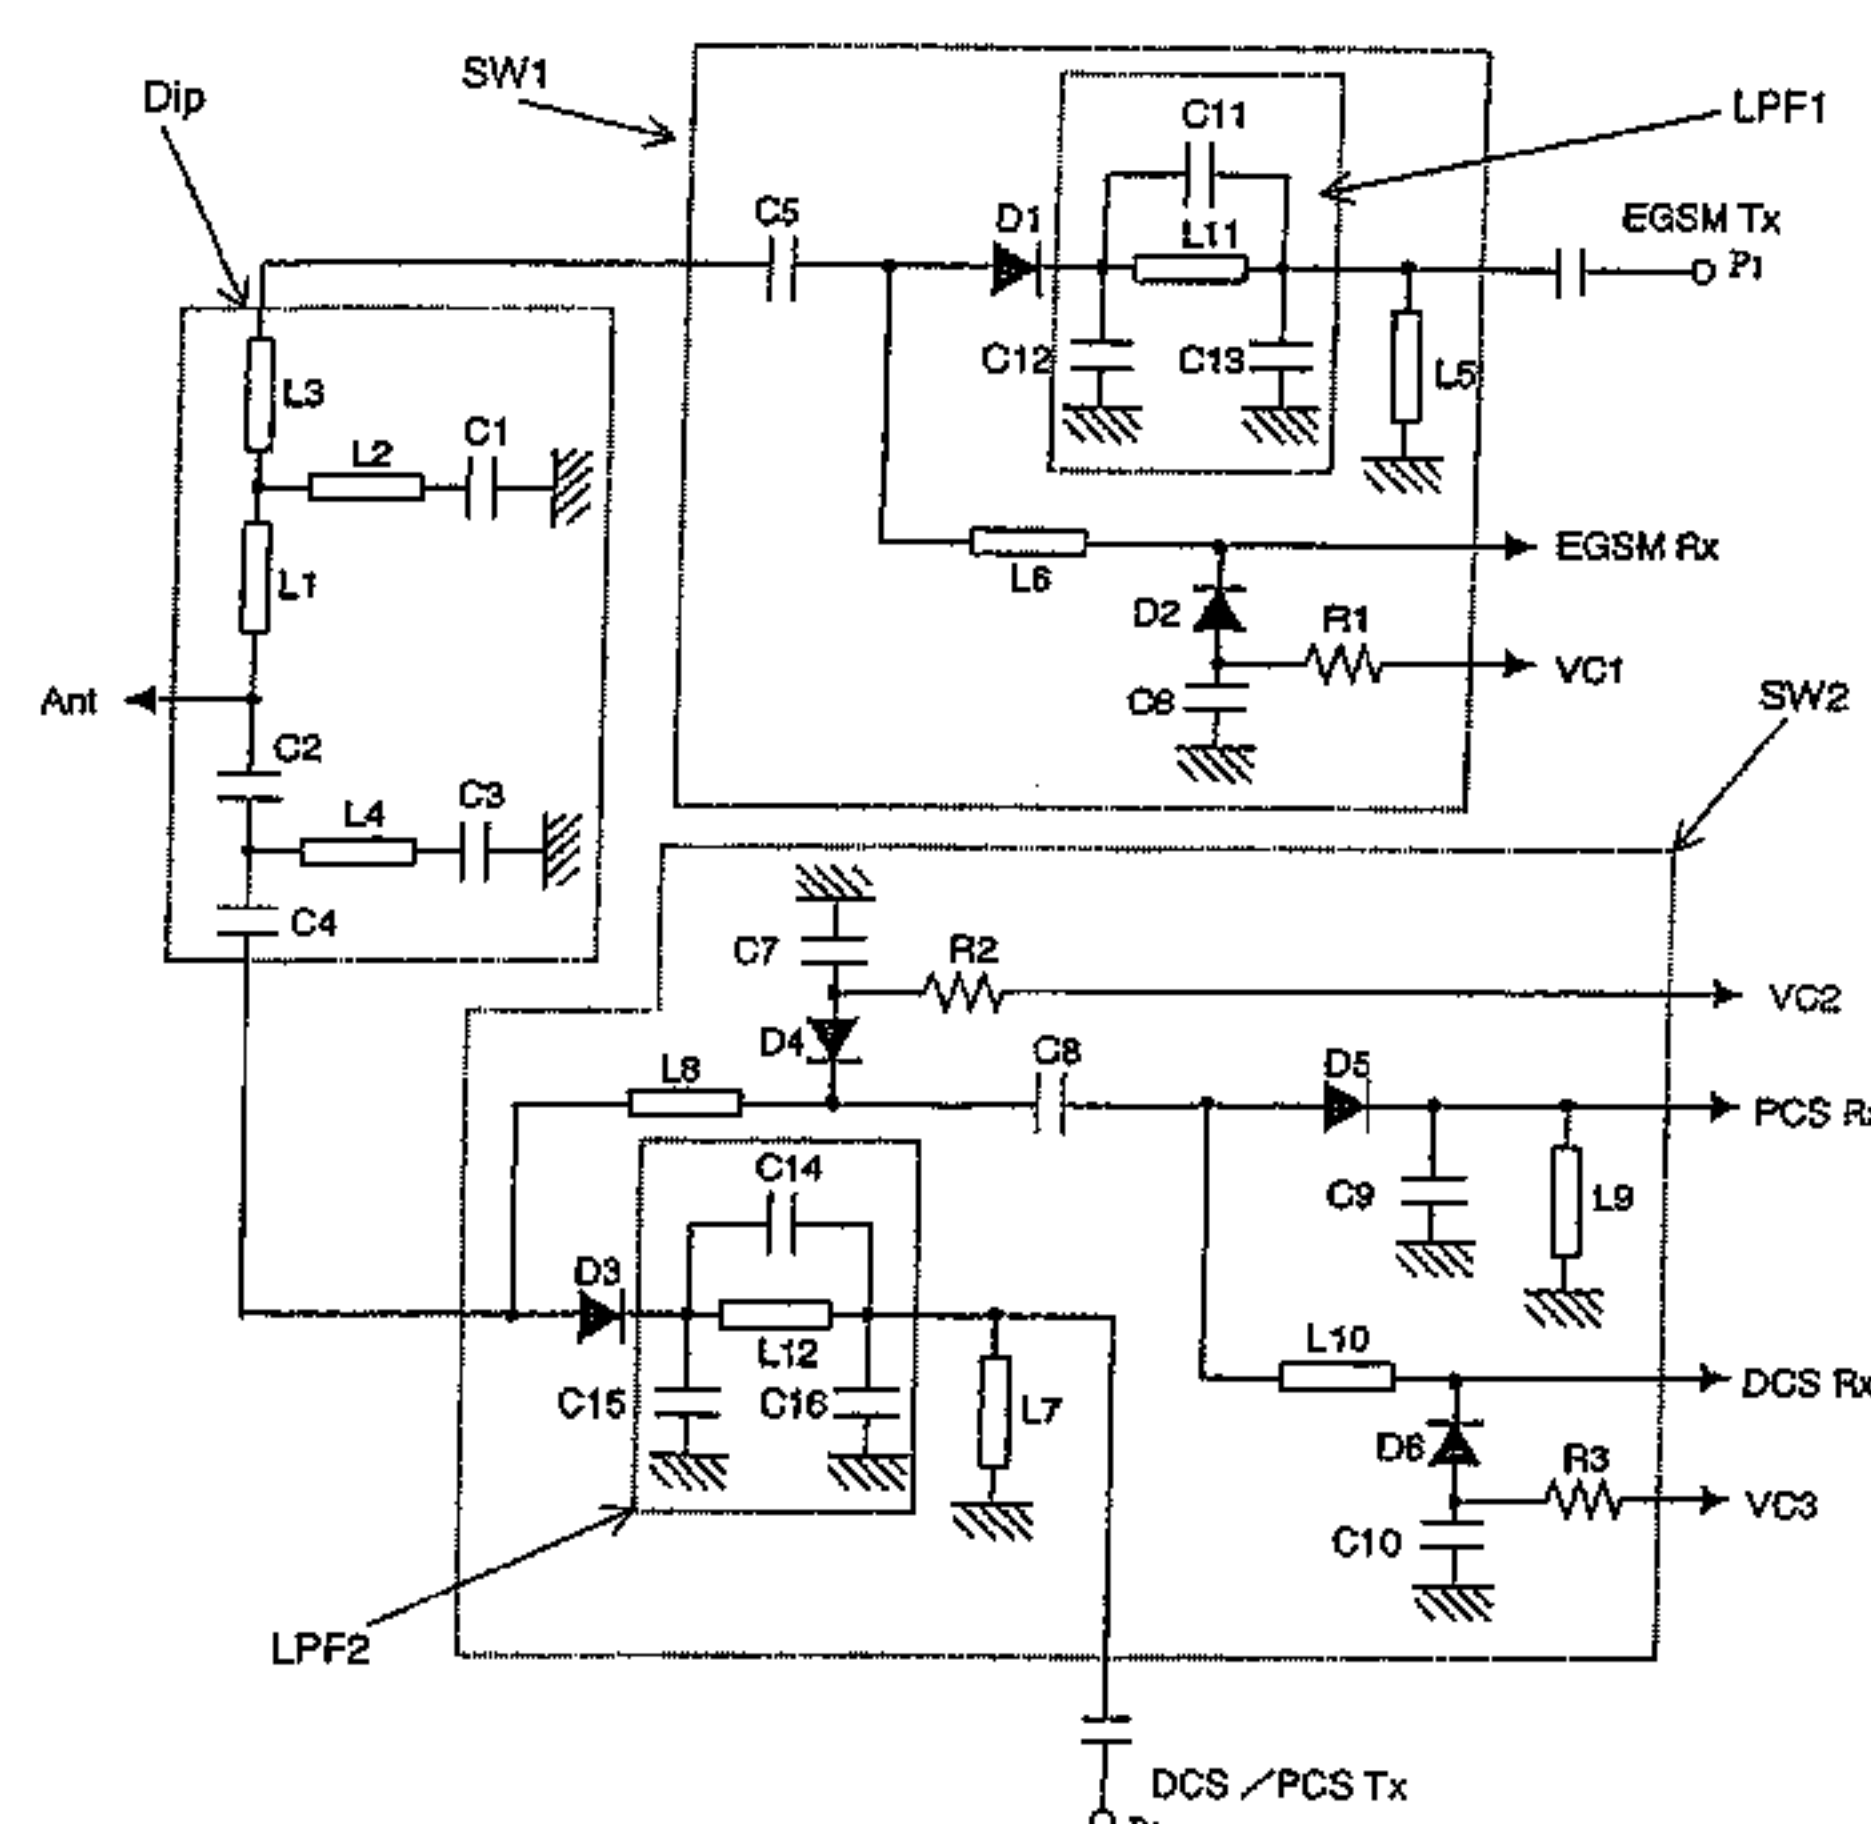 Dip
SW1
LPF1
C11
C5
D1
L11
EGSM Tx
P1
C12
C13
L5
L3
L2
C1
L1
L6
EGSM Rx
D2
R1
VC1
C6
Ant
SW2
C2
L4
C3
C4
C7
R2
VC2
D4
C8
D5
L8
PCS
C14
C9
L9
D3
L12
L10
C15
C16
L7
DCS Rx
D6
R3
VC3
C10
LPF2
DCS ／PCS Tx